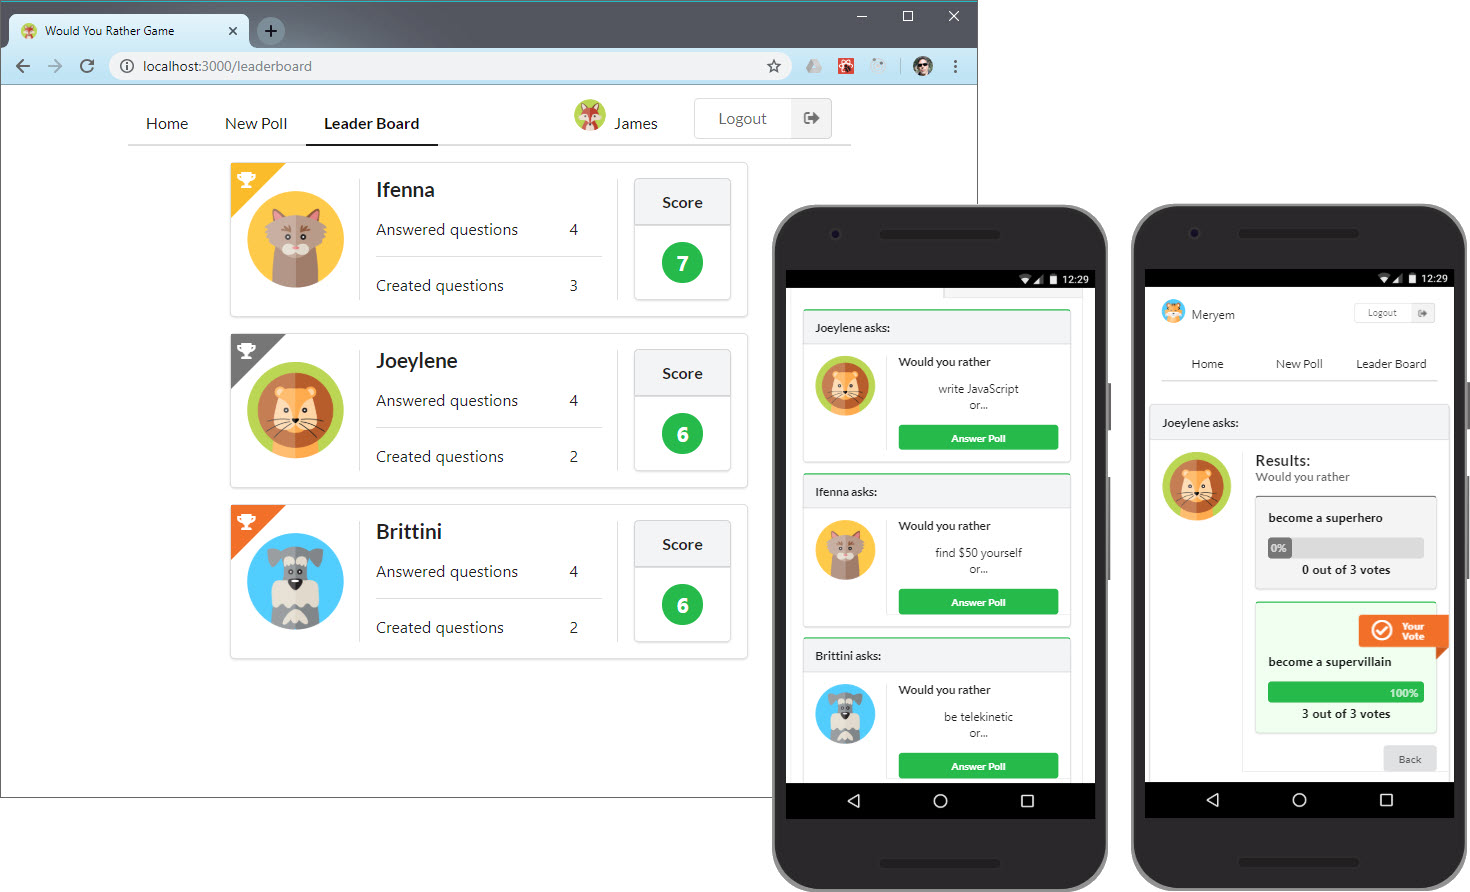 Would You Rather Game
localhost:3000/leaderboard
Home
New Poll
Leader Board
James
Logout
Ifenna
Answered questions 4
Created questions 3
Score
7
Joeylene
Answered questions 4
Created questions 2
Score
6
Brittini
Answered questions 4
Created questions 2
Score
6
12:29
Joeylene asks:
Would you rather
write JavaScript
or...
Answer Poll
Ifenna asks:
Would you rather
find $50 yourself
or...
Answer Poll
Brittini asks:
Would you rather
be telekinetic
or...
Answer Poll
12:29
Meryem
Logout
Home
New Poll
Leader Board
Joeylene asks:
Results:
Would you rather
become a superhero
0%
0 out of 3 votes
Your
Vote
become a supervillain
100%
3 out of 3 votes
Back